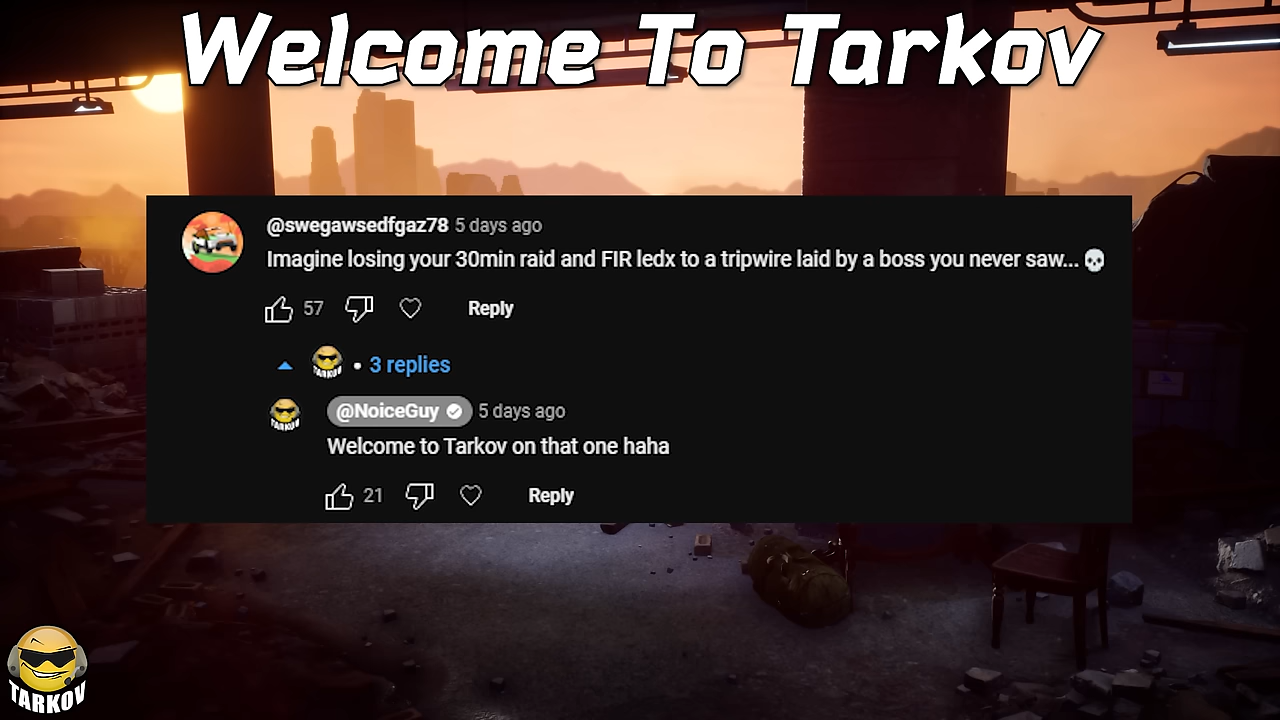 Welcome To Tarkov
@swegawsedfgaz78 5 days ago
Imagine losing your 30min raid and FIR ledx to a tripwire laid by a boss you never saw... 💀
57 Reply
TARKOV • 3 replies
@NoiceGuy 5 days ago
TARKOV
Welcome to Tarkov on that one haha
21 Reply
TARKOV